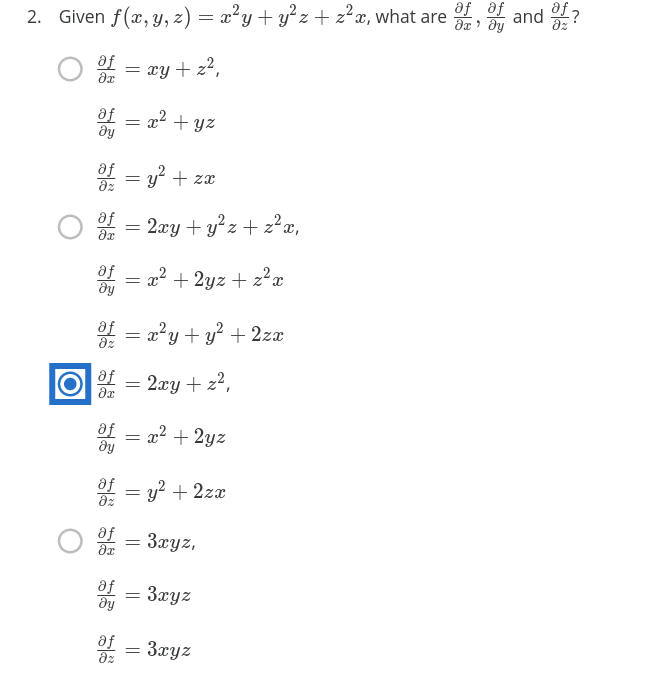 2. Given $f(x, y, z) = x^2y + y^2z + z^2x$, what are $\frac{\partial f}{\partial x}$, $\frac{\partial f}{\partial y}$ and $\frac{\partial f}{\partial z}$?
$\frac{\partial f}{\partial x} = xy + z^2$,
$\frac{\partial f}{\partial y} = x^2 + yz$
$\frac{\partial f}{\partial z} = y^2 + zx$
$\frac{\partial f}{\partial x} = 2xy + y^2z + z^2x$,
$\frac{\partial f}{\partial y} = x^2 + 2yz + z^2x$
$\frac{\partial f}{\partial z} = x^2y + y^2 + 2zx$
$\frac{\partial f}{\partial x} = 2xy + z^2$,
$\frac{\partial f}{\partial y} = x^2 + 2yz$
$\frac{\partial f}{\partial z} = y^2 + 2zx$
$\frac{\partial f}{\partial x} = 3xyz$,
$\frac{\partial f}{\partial y} = 3xyz$
$\frac{\partial f}{\partial z} = 3xyz$